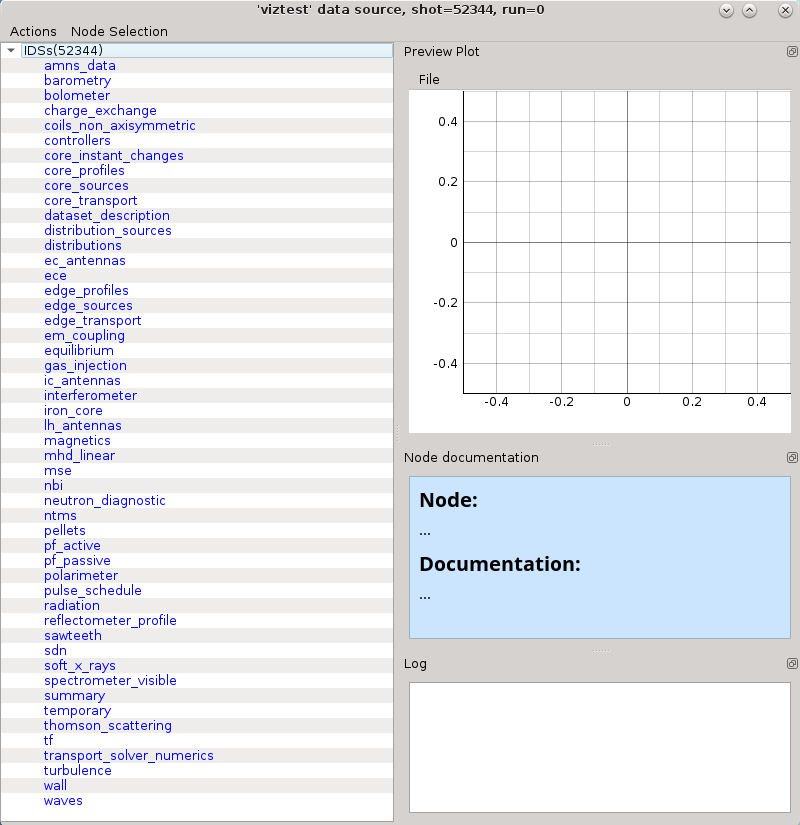 'viztest' data source, shot=52344, run=0
Actions Node Selection
IDSs(52344)
amns_data
barometry
bolometer
charge_exchange
coils_non_axisymmetric
controllers
core_instant_changes
core_profiles
core_sources
core_transport
dataset_description
distribution_sources
distributions
ec_antennas
ece
edge_profiles
edge_sources
edge_transport
em_coupling
equilibrium
gas_injection
ic_antennas
interferometer
iron_core
lh_antennas
magnetics
mhd_linear
mse
nbi
neutron_diagnostic
ntms
pellets
pf_active
pf_passive
polarimeter
pulse_schedule
radiation
reflectometer_profile
sawteeth
sdn
soft_x_rays
spectrometer_visible
summary
temporary
thomson_scattering
tf
transport_solver_numerics
turbulence
wall
waves
Preview Plot
File
0.4
0.2
0
-0.2
-0.4
-0.4 -0.2 0 0.2 0.4
Node documentation
Node:
...
Documentation:
...
Log